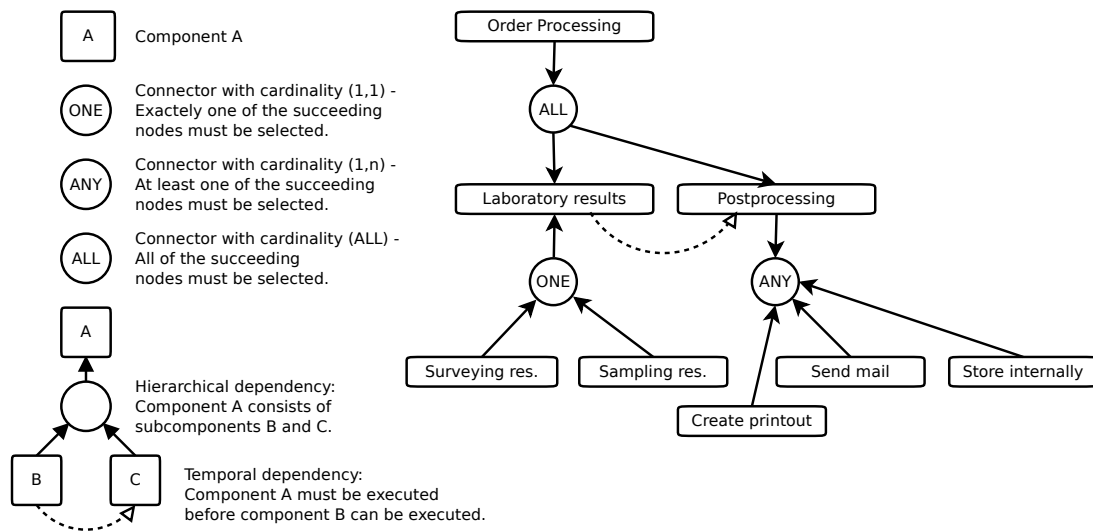 A
Component A
ONE
Connector with cardinality (1,1) -
Exactely one of the succeeding
nodes must be selected.
ANY
Connector with cardinality (1,n) -
At least one of the succeeding
nodes must be selected.
ALL
Connector with cardinality (ALL) -
All of the succeeding
nodes must be selected.
A
Hierarchical dependency:
Component A consists of
subcomponents B and C.
B
C
Temporal dependency:
Component A must be executed
before component B can be executed.
Order Processing
ALL
Laboratory results
Postprocessing
ONE
ANY
Surveying res.
Sampling res.
Send mail
Store internally
Create printout